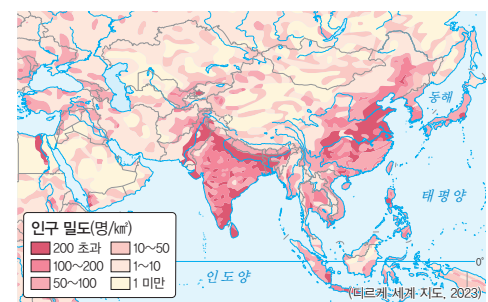 동해
태평양
인구 밀도(명/㎢)
200 초과 10~50
100~200 1~10
50~100 1 미만
인도양
0°
(디르케 세계 지도, 2023)